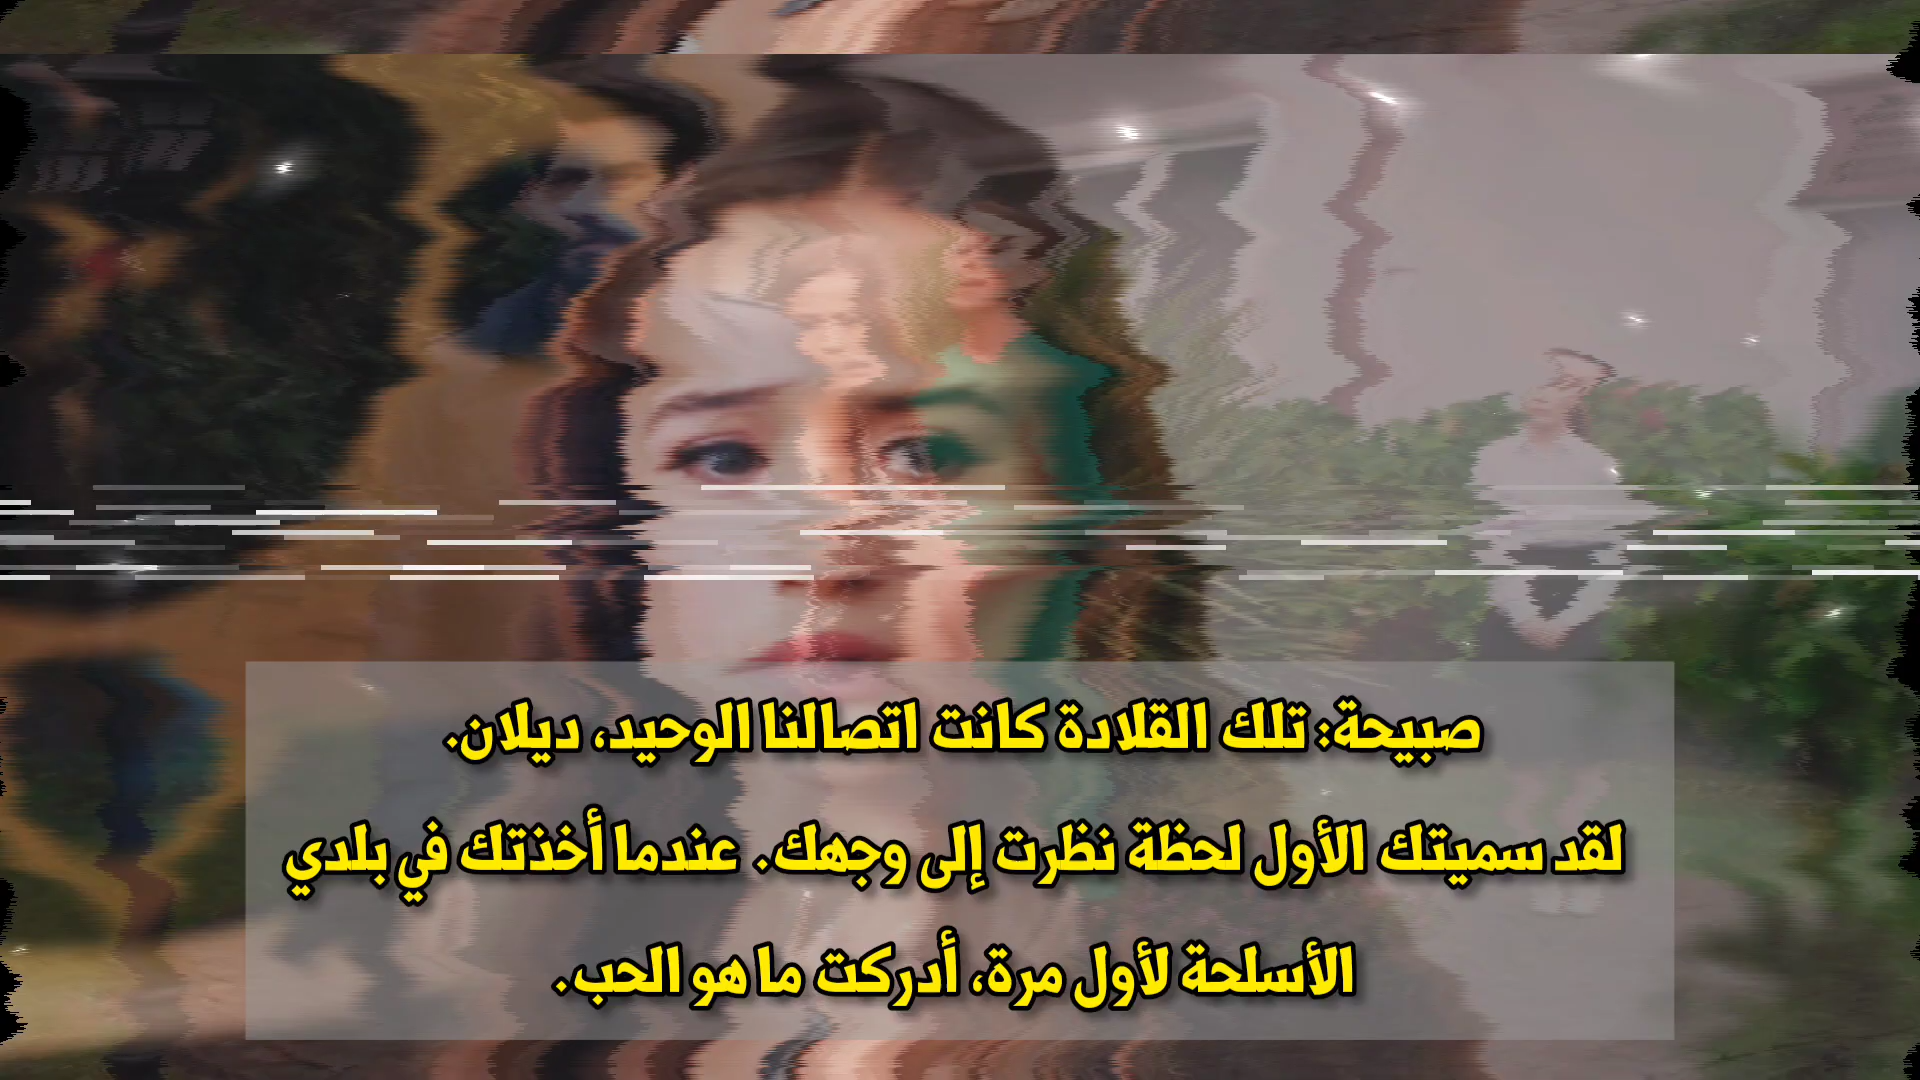 صبيحة: تلك القلادة كانت اتصالنا الوحيد، ديلان.
لقد سميتك الأول لحظة نظرت إلى وجهك. عندما أخذتك في بلدي
الأسلحة لأول مرة، أدركت ما هو الحب.